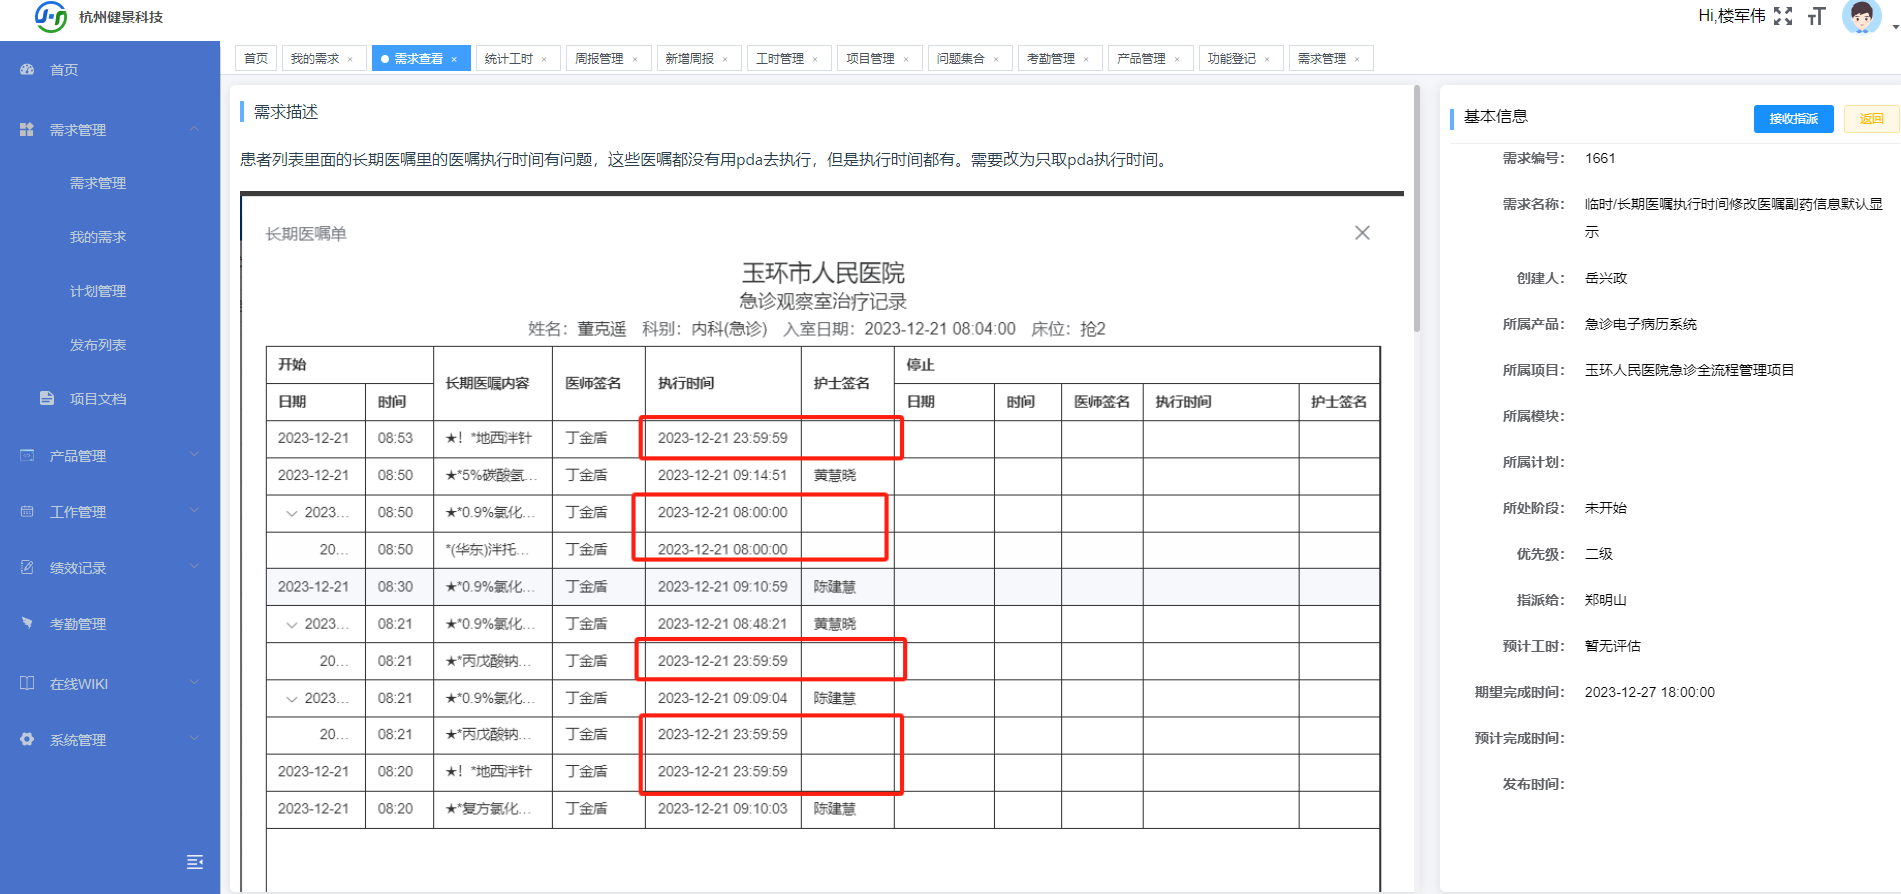 杭州健景科技
Hi,楼军伟
首页
需求管理
需求管理
我的需求
计划管理
发布列表
项目文档
产品管理
工作管理
绩效记录
考勤管理
在线WIKI
系统管理
首页 我的需求 × 需求查看 × 统计工时 × 周报管理 × 新增周报 × 工时管理 × 项目管理 × 问题集合 × 考勤管理 × 产品管理 × 功能登记 × 需求管理 ×
需求描述
患者列表里面的长期医嘱里的医嘱执行时间有问题，这些医嘱都没有用pda去执行，但是执行时间都有。需要改为只取pda执行时间。
长期医嘱单
玉环市人民医院
急诊观察室治疗记录
姓名：董克遥 科别：内科(急诊) 入室日期：2023-12-21 08:04:00 床位：抢2
开始 长期医嘱内容 医师签名 执行时间 护士签名 停止
日期 时间 日期 时间 医师签名 执行时间 护士签名
2023-12-21 08:53 ★！*地西泮针 丁金盾 2023-12-21 23:59:59
2023-12-21 08:50 ★*5%碳酸氢... 丁金盾 2023-12-21 09:14:51 黄慧晓
2023... 08:50 ★*0.9%氯化... 丁金盾 2023-12-21 08:00:00
20... 08:50 *(华东)泮托... 丁金盾 2023-12-21 08:00:00
2023-12-21 08:30 ★*0.9%氯化... 丁金盾 2023-12-21 09:10:59 陈建慧
2023... 08:21 ★*0.9%氯化... 丁金盾 2023-12-21 08:48:21 黄慧晓
20... 08:21 ★*丙戊酸钠... 丁金盾 2023-12-21 23:59:59
2023... 08:21 ★*0.9%氯化... 丁金盾 2023-12-21 09:09:04 陈建慧
20... 08:21 ★*丙戊酸钠... 丁金盾 2023-12-21 23:59:59
2023-12-21 08:20 ★！*地西泮针 丁金盾 2023-12-21 23:59:59
2023-12-21 08:20 ★*复方氯化... 丁金盾 2023-12-21 09:10:03 陈建慧
基本信息 接收指派 返回
需求编号： 1661
需求名称： 临时/长期医嘱执行时间修改医嘱副药信息默认显
示
创建人： 岳兴政
所属产品： 急诊电子病历系统
所属项目： 玉环人民医院急诊全流程管理项目
所属模块：
所属计划：
所处阶段： 未开始
优先级： 二级
指派给： 郑明山
预计工时： 暂无评估
期望完成时间： 2023-12-27 18:00:00
预计完成时间：
发布时间：